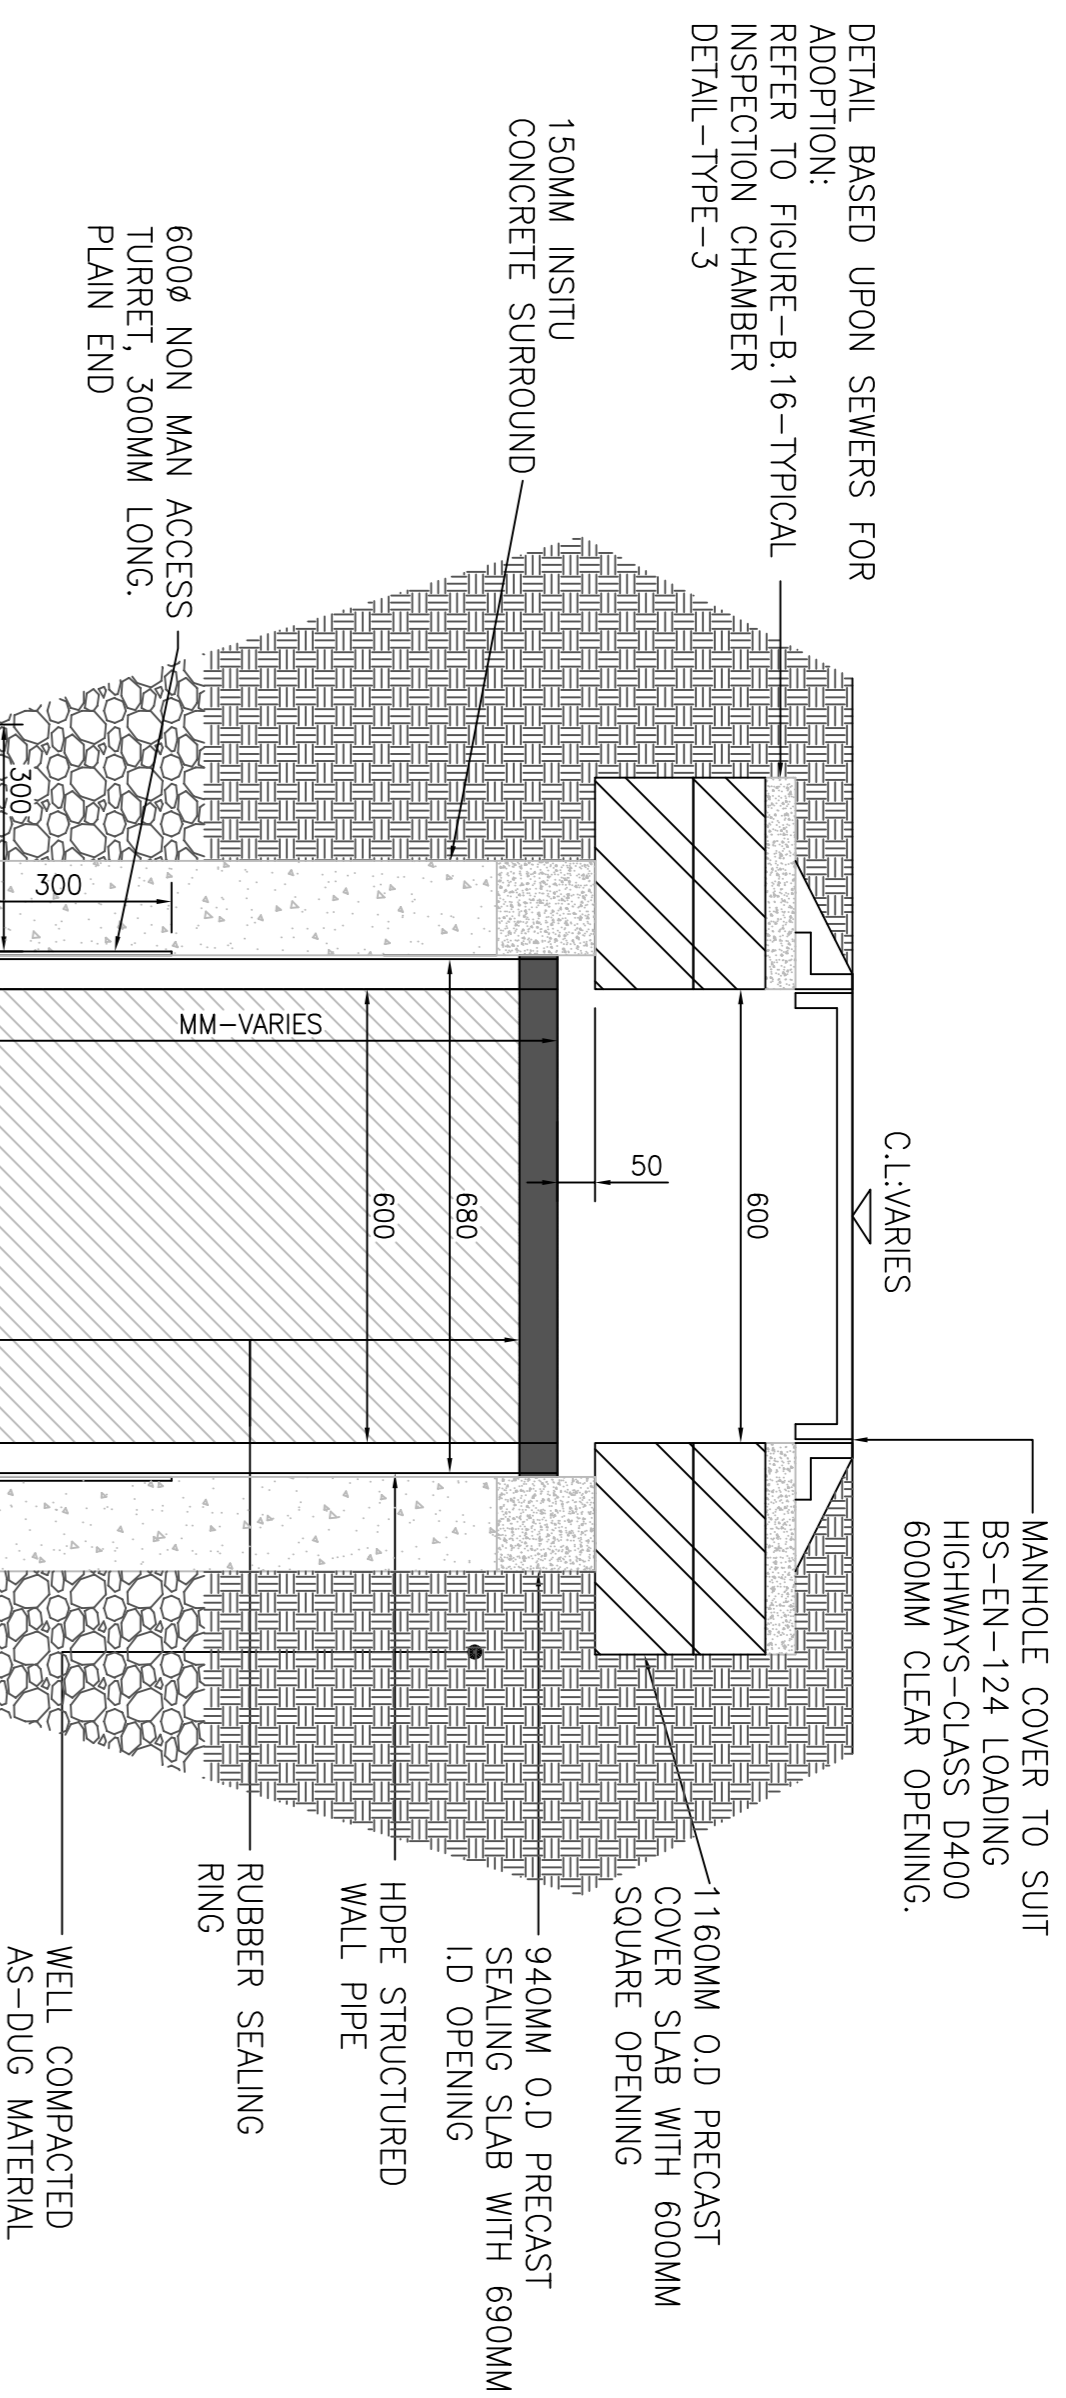 MANHOLE COVER TO SUIT
BS-EN-124 LOADING
HIGHWAYS-CLASS D400
600MM CLEAR OPENING.
C.L:VARIES
DETAIL BASED UPON SEWERS FOR
ADOPTION:
REFER TO FIGURE-B.16-TYPICAL
INSPECTION CHAMBER
DETAIL-TYPE-3
600
50
1160MM O.D PRECAST
COVER SLAB WITH 600MM
SQUARE OPENING
150MM INSITU
CONCRETE SURROUND
940MM O.D PRECAST
SEALING SLAB WITH 690MM
I.D OPENING
680
600
HDPE STRUCTURED
WALL PIPE
MM-VARIES
RUBBER SEALING
RING
600ø NON MAN ACCESS
TURRET, 300MM LONG.
PLAIN END
300
300
WELL COMPACTED
AS-DUG MATERIAL